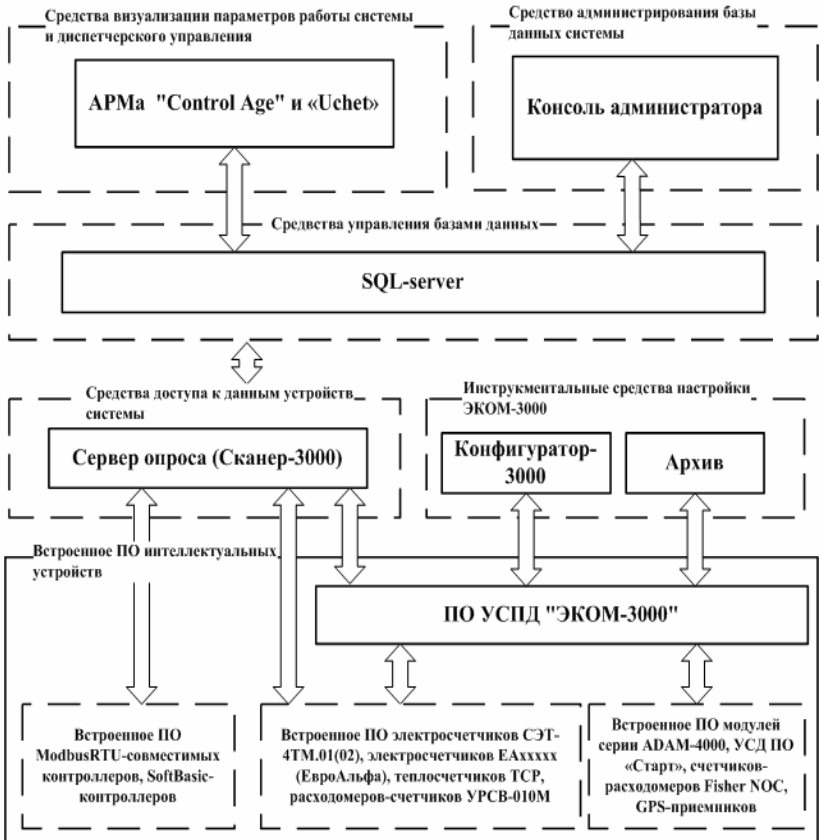 Средства визуализации параметров работы системы
и диспетчерского управления
Средство администрирования базы
данных системы
АРМа "Control Age" и «Uchet»
Консоль администратора
Средвства управления базами данных
SQL-server
Средства доступа к данным устройств
системы
Инструкментальные средства настройки
ЭКОМ-3000
Сервер опроса (Сканер-3000)
Конфигуратор-
3000
Архив
Встроенное ПО интеллектуальных
устройств
ПО УСПД "ЭКОМ-3000"
Встроенное ПО
ModbusRTU-совместимых
контроллеров, SoftBasic-
контроллеров
Встроенное ПО электросчетчиков СЭТ-
4ТМ.01(02), электросчетчиков ЕАххххх
(ЕвроАльфа), теплосчетчиков ТСР,
расходомеров-счетчиков УРСВ-010М
Встроенное ПО модулей
серии ADAM-4000, УСД ПО
«Старт», счетчиков-
расходомеров Fisher NOC,
GPS-приемников